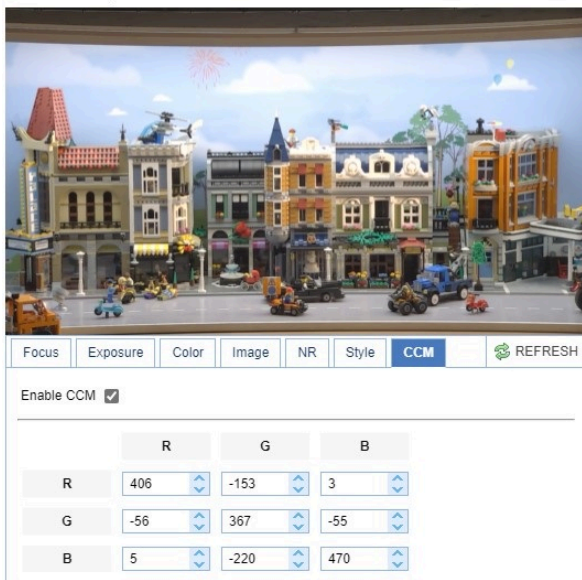 Focus Exposure Color Image NR Style CCM REFRESH
Enable CCM
R G B
R 406 -153 3
G -56 367 -55
B 5 -220 470